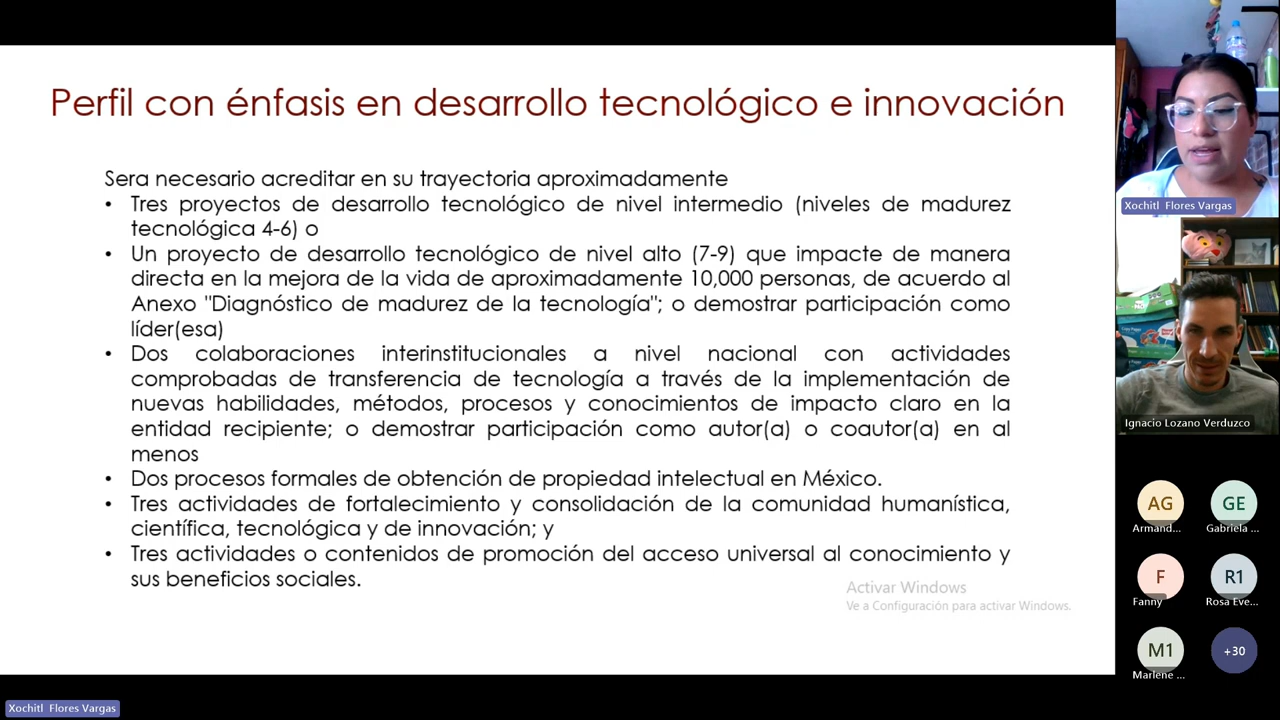 Perfil con énfasis en desarrollo tecnológico e innovación
Sera necesario acreditar en su trayectoria aproximadamente
• Tres proyectos de desarrollo tecnológico de nivel intermedio (niveles de madurez
tecnológica 4-6) o
• Un proyecto de desarrollo tecnológico de nivel alto (7-9) que impacte de manera
directa en la mejora de la vida de aproximadamente 10,000 personas, de acuerdo al
Anexo "Diagnóstico de madurez de la tecnología"; o demostrar participación como
líder(esa)
• Dos colaboraciones interinstitucionales a nivel nacional con actividades
comprobadas de transferencia de tecnología a través de la implementación de
nuevas habilidades, métodos, procesos y conocimientos de impacto claro en la
entidad recipiente; o demostrar participación como autor(a) o coautor(a) en al
menos
• Dos procesos formales de obtención de propiedad intelectual en México.
• Tres actividades de fortalecimiento y consolidación de la comunidad humanística,
científica, tecnológica y de innovación; y
• Tres actividades o contenidos de promoción del acceso universal al conocimiento y
sus beneficios sociales.
Activar Windows
Ve a Configuración para activar Windows.
Xochitl Flores Vargas
Ignacio Lozano Verduzco
AG
GE
Armand...
Gabriela ...
F
R1
Fanny
Rosa Eve...
M1
+30
Marlene ...
Xochitl Flores Vargas